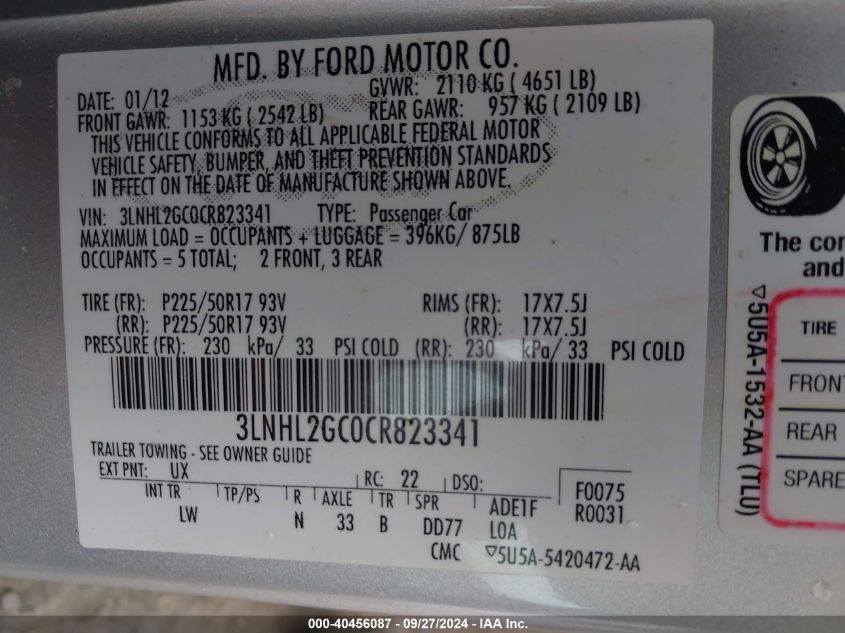 MFD. BY FORD MOTOR CO.
DATE: 01/12 GVWR: 2110 KG ( 4651 LB)
FRONT GAWR: 1153 KG ( 2542 LB) REAR GAWR: 957 KG ( 2109 LB)
THIS VEHICLE CONFORMS TO ALL APPLICABLE FEDERAL MOTOR
VEHICLE SAFETY, BUMPER, AND THEFT PREVENTION STANDARDS
IN EFFECT ON THE DATE OF MANUFACTURE SHOWN ABOVE.
VIN: 3LNHL2GC0CR823341 TYPE: Passenger Car
MAXIMUM LOAD = OCCUPANTS + LUGGAGE = 396KG/ 875LB
OCCUPANTS = 5 TOTAL; 2 FRONT, 3 REAR
TIRE (FR): P225/50R17 93V RIMS (FR): 17X7.5J
(RR): P225/50R17 93V (RR): 17X7.5J
PRESSURE (FR): 230 kPa/ 33 PSI COLD (RR): 230 kPa/ 33 PSI COLD
3LNHL2GC0CR823341
TRAILER TOWING - SEE OWNER GUIDE
EXT PNT: UX RC: 22 DSO: F0075
INT TR TP/PS R AXLE TR SPR ADE1F R0031
LW N 33 B DD77 L0A
CMC ▽5U5A-5420472-AA
The con
and
▽5U5A-1532-AA (TLU)
TIRE
FRONT
REAR
SPARE
000-40456087 - 09/27/2024 - IAA Inc.